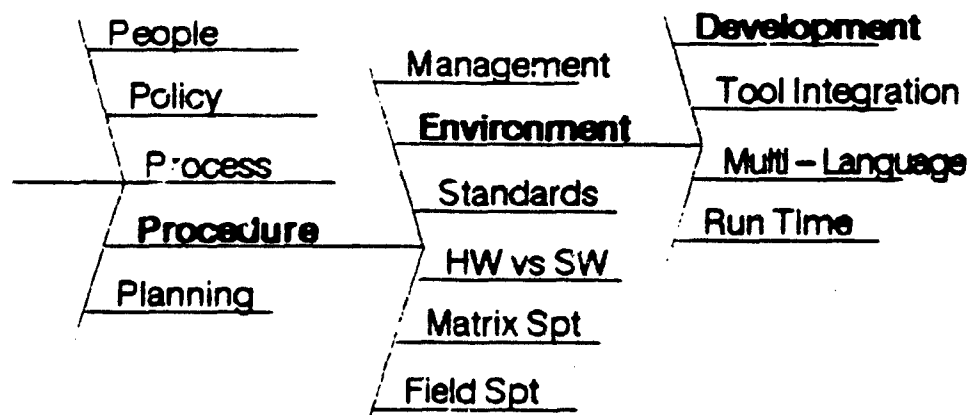 People
Policy
Process
Procedure
Planning
Management
Environment
Standards
HW vs SW
Matrix Spt
Field Spt
Development
Tool Integration
Multi – Language
Run Time